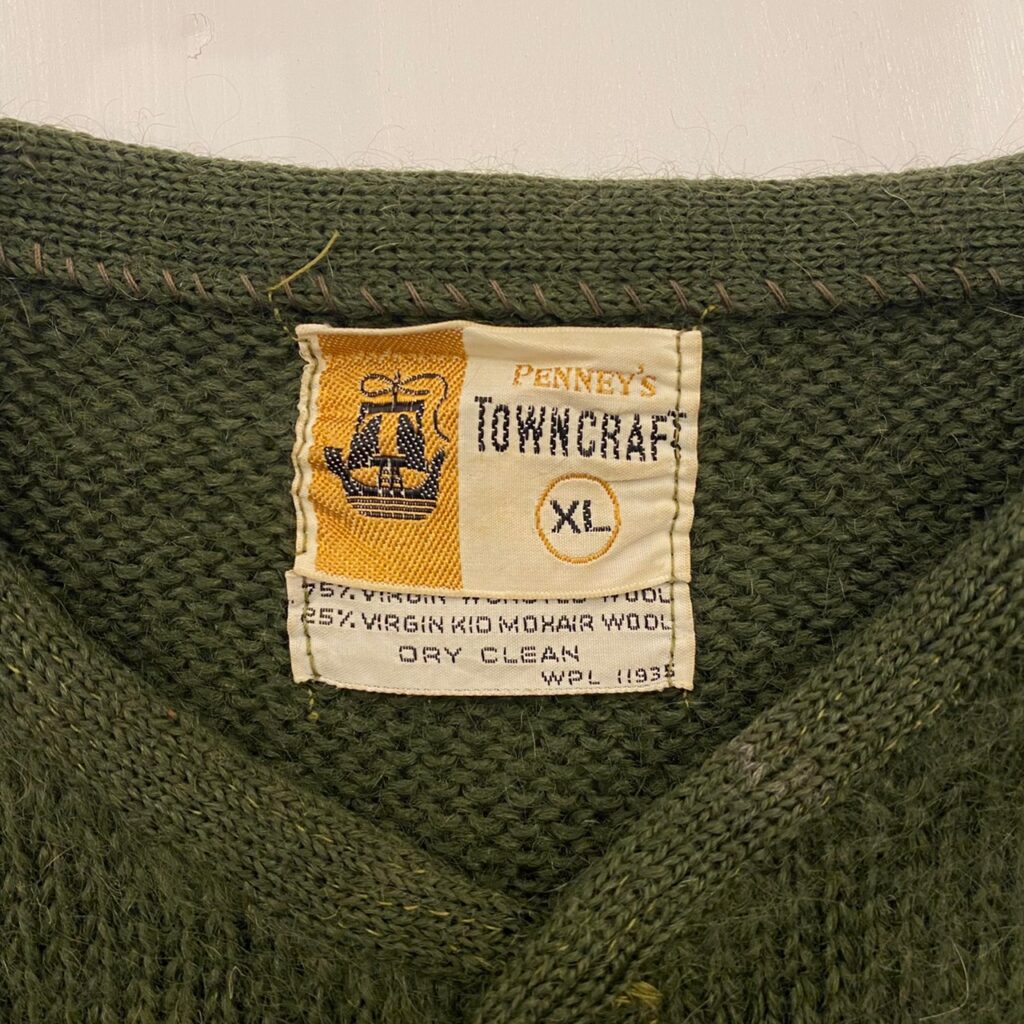 PENNEY'S
TOWNCRAFT
XL
75% VIRGIN WORSTED WOOL
25% VIRGIN KID MOHAIR WOOL
DRY CLEAN
WPL 11935